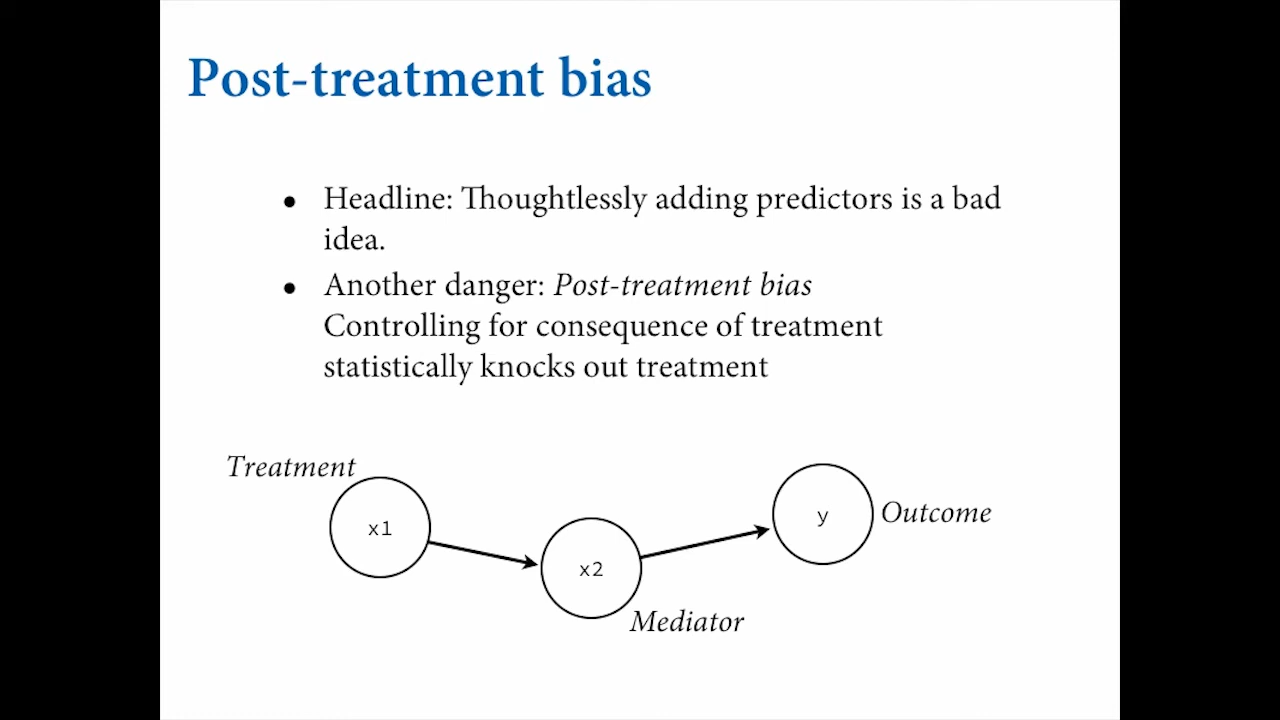 Post-treatment bias
• Headline: Thoughtlessly adding predictors is a bad
idea.
• Another danger: Post-treatment bias
Controlling for consequence of treatment
statistically knocks out treatment
Treatment
x1
x2
Mediator
y
Outcome